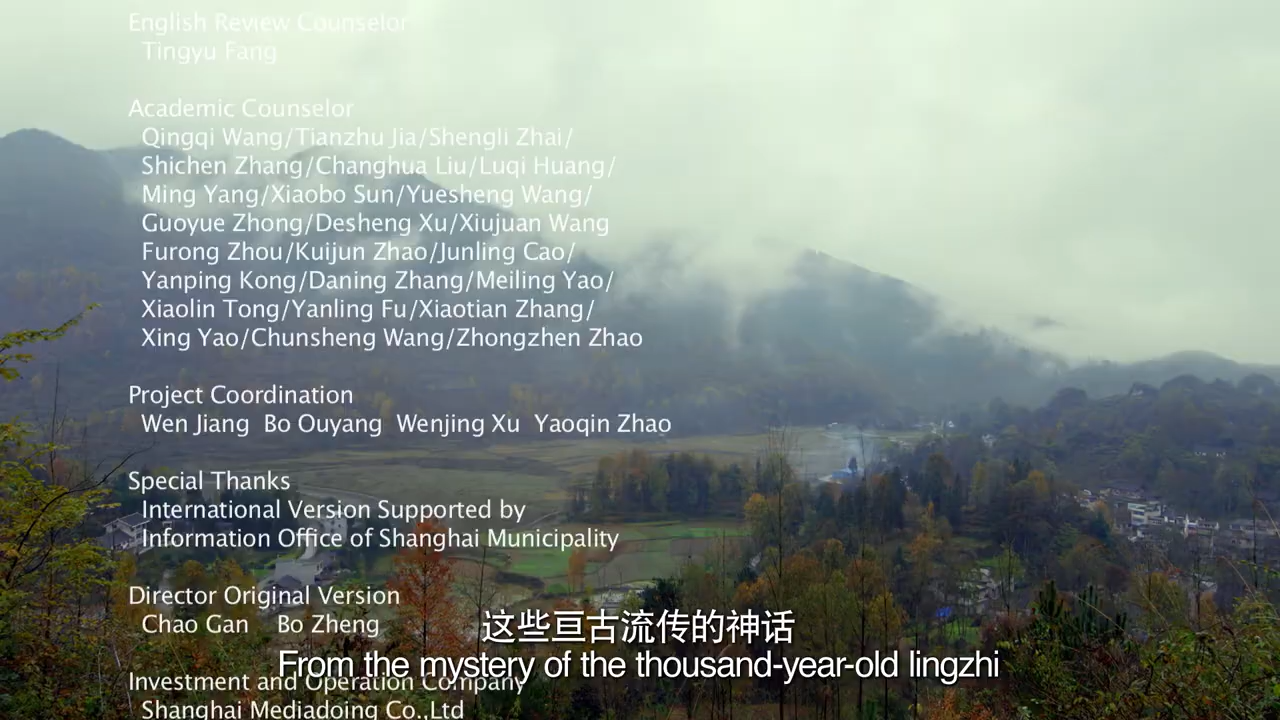 English Review Counselor
Tingyu Fang
Academic Counselor
Qingqi Wang/Tianzhu Jia/Shengli Zhai/
Shichen Zhang/Changhua Liu/Luqi Huang/
Ming Yang/Xiaobo Sun/Yuesheng Wang/
Guoyue Zhong/Desheng Xu/Xiujuan Wang
Furong Zhou/Kuijun Zhao/Junling Cao/
Yanping Kong/Daning Zhang/Meiling Yao/
Xiaolin Tong/Yanling Fu/Xiaotian Zhang/
Xing Yao/Chunsheng Wang/Zhongzhen Zhao
Project Coordination
Wen Jiang Bo Ouyang Wenjing Xu Yaoqin Zhao
Special Thanks
International Version Supported by
Information Office of Shanghai Municipality
Director Original Version
Chao Gan Bo Zheng
这些亘古流传的神话
From the mystery of the thousand-year-old lingzhi
Investment and Operation Company
Shanghai Mediadoing Co.,Ltd